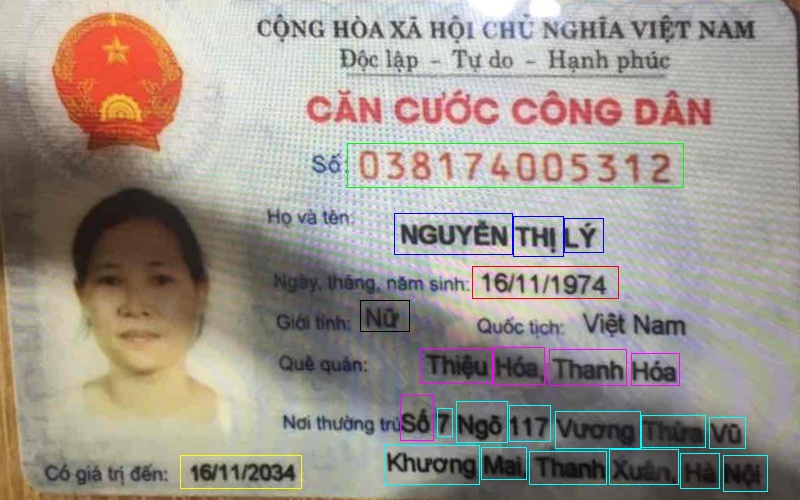 CỘNG HÒA XÃ HỘI CHỦ NGHĨA VIỆT NAM
Độc lập - Tự do - Hạnh phúc
CĂN CƯỚC CÔNG DÂN
Số: 038174005312
Họ và tên: NGUYỄN THỊ LÝ
Ngày, tháng, năm sinh: 16/11/1974
Giới tính: Nữ Quốc tịch: Việt Nam
Quê quán: Thiệu Hóa, Thanh Hóa
Nơi thường trú: Số 7 Ngõ 117 Vương Thừa Vũ
Khương Mai, Thanh Xuân, Hà Nội
Có giá trị đến: 16/11/2034